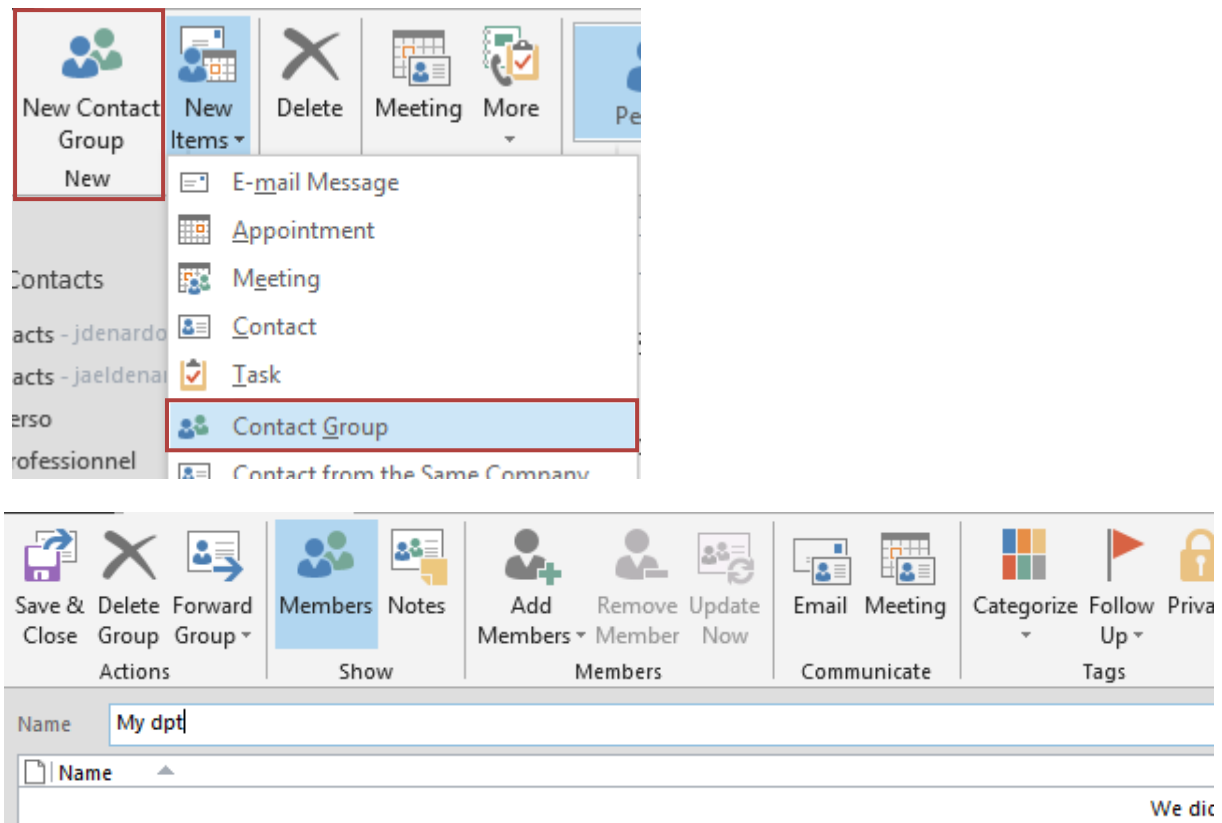 New Contact
Group
New
New
Items
Delete
Meeting
More
Pe
E-mail Message
Appointment
Meeting
Contact
Task
Contact Group
Contact from the Same Company
Contacts
acts - jdenardo
acts - jaeldenar
erso
rofessionnel
Save &
Close
Delete
Group
Forward
Group
Actions
Members
Notes
Show
Add
Members
Remove
Member
Update
Now
Members
Email
Meeting
Communicate
Categorize
Follow
Up
Priva
Tags
Name
My dpt
Name
We did